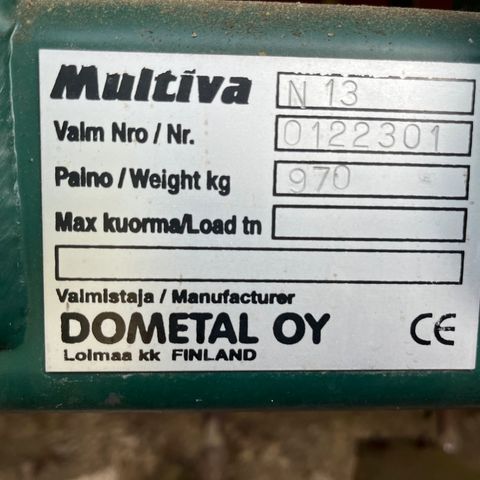 Multiva N 13
Valm Nro / Nr. 0122301
Paino / Weight kg 970
Max kuorma/Load tn
Valmistaja / Manufacturer
DOMETAL OY CE
Loimaa kk FINLAND